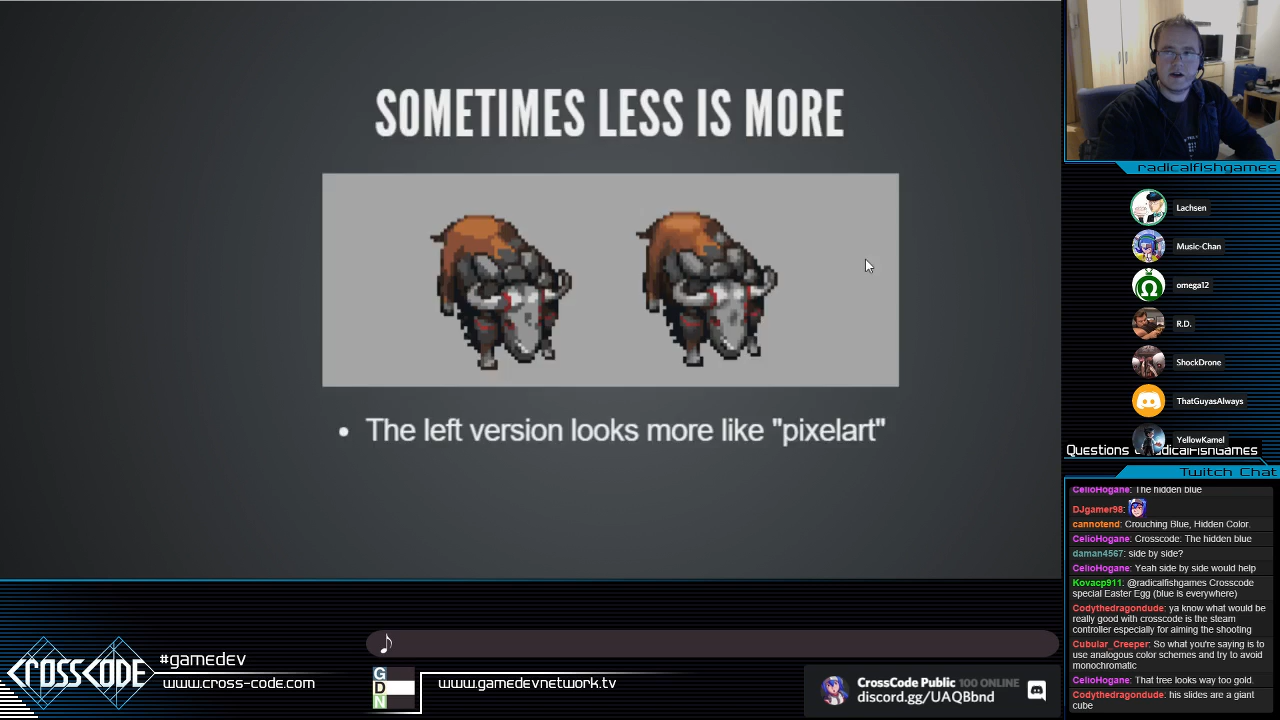 SOMETIMES LESS IS MORE
The left version looks more like "pixelart"
radicalfishgames
Lachsen
Music-Chan
omega12
R.D.
ShockDrone
ThatGuyasAlways
YellowKamel
Questions @RadicalFishGames
Twitch Chat
CelioHogane: The hidden blue
DJgamer98:
cannotend: Crouching Blue, Hidden Color.
CelioHogane: Crosscode: The hidden blue
daman4567: side by side?
CelioHogane: Yeah side by side would help
Kovacp911: @radicalfishgames Crosscode
special Easter Egg (blue is everywhere)
Codythedragondude: ya know what would be
really good with crosscode is the steam
controller especially for aiming the shooting
Cubular_Creeper: So what you're saying is to
use analogous color schemes and try to avoid
monochromatic
CelioHogane: That tree looks way too gold.
Codythedragondude: his slides are a giant
cube
CROSSCODE
#gamedev
www.cross-code.com
G
D
N
www.gamedevnetwork.tv
CrossCode Public 100 ONLINE
discord.gg/UAQBbnd